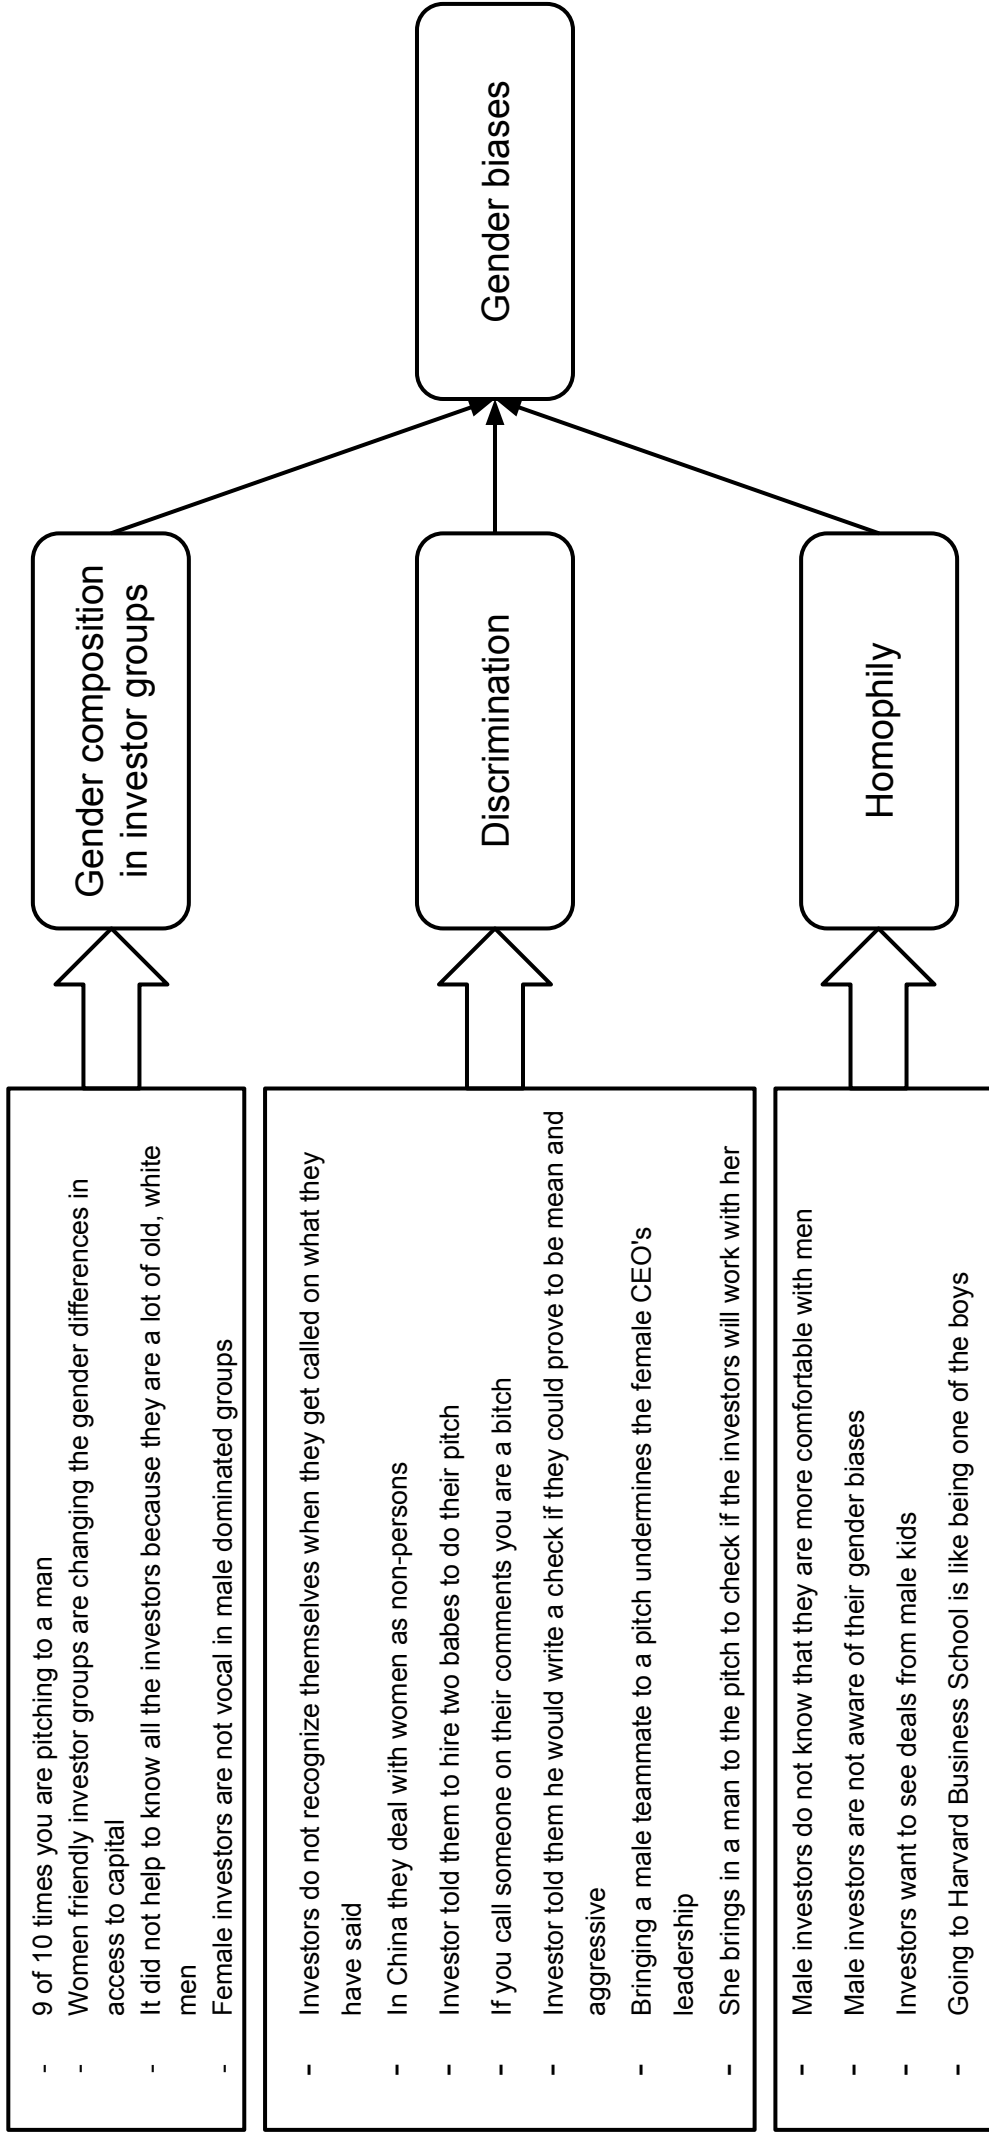 - 9 of 10 times you are pitching to a man
- Women friendly investor groups are changing the gender differences in
access to capital
- It did not help to know all the investors because they are a lot of old, white
men
- Female investors are not vocal in male dominated groups
- Investors do not recognize themselves when they get called on what they
have said
- In China they deal with women as non-persons
- Investor told them to hire two babes to do their pitch
- If you call someone on their comments you are a bitch
- Investor told them he would write a check if they could prove to be mean and
aggressive
- Bringing a male teammate to a pitch undermines the female CEO's
leadership
- She brings in a man to the pitch to check if the investors will work with her
- Male investors do not know that they are more comfortable with men
- Male investors are not aware of their gender biases
- Investors want to see deals from male kids
- Going to Harvard Business School is like being one of the boys
Gender composition
in investor groups
Discrimination
Homophily
Gender biases